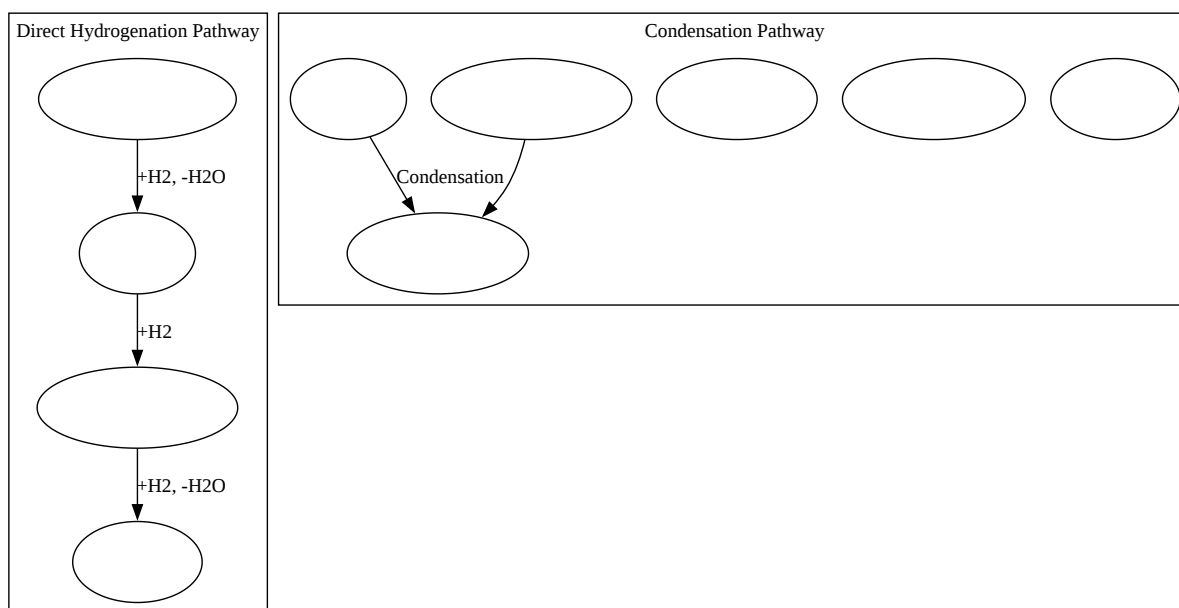 Direct Hydrogenation Pathway
+H2, -H2O
+H2
+H2, -H2O
Condensation Pathway
Condensation